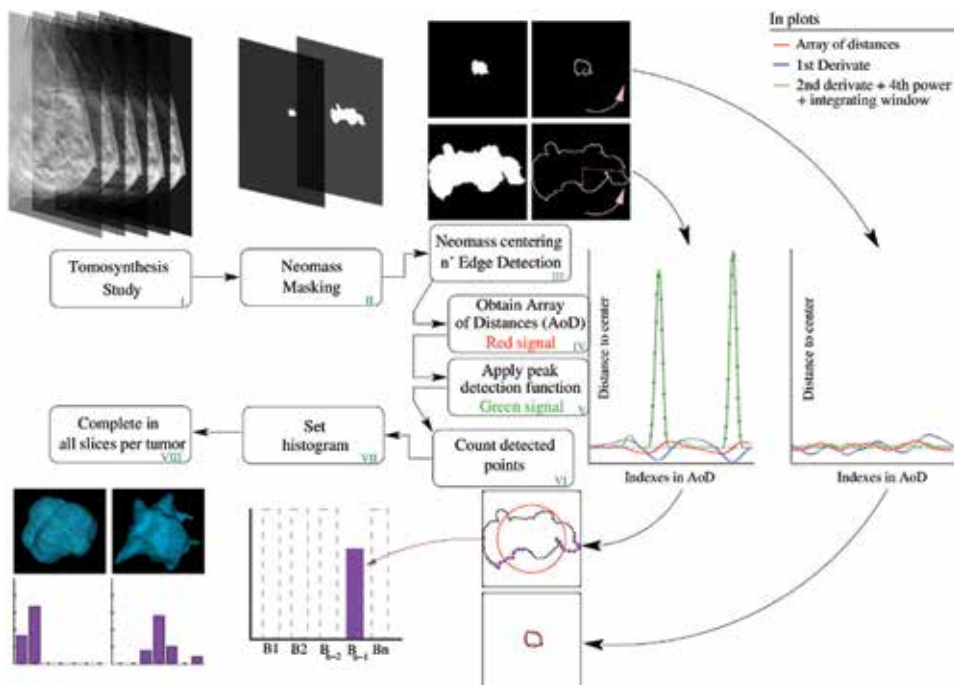 In plots
Array of distances
1st Derivate
2nd derivate + 4th power
+ integrating window
Tomosynthesis
Study
I
Neomass
Masking
II
Neomass centering
n' Edge Detection
III
Obtain Array
of Distances (AoD)
Red signal
IV
Apply peak
detection function
Green signal
V
Complete in
all slices per tumor
VIII
Set
histogram
VII
Count detected
points
VI
Distance to center
Indexes in AoD
Distance to center
Indexes in AoD
B1 B2 Bn